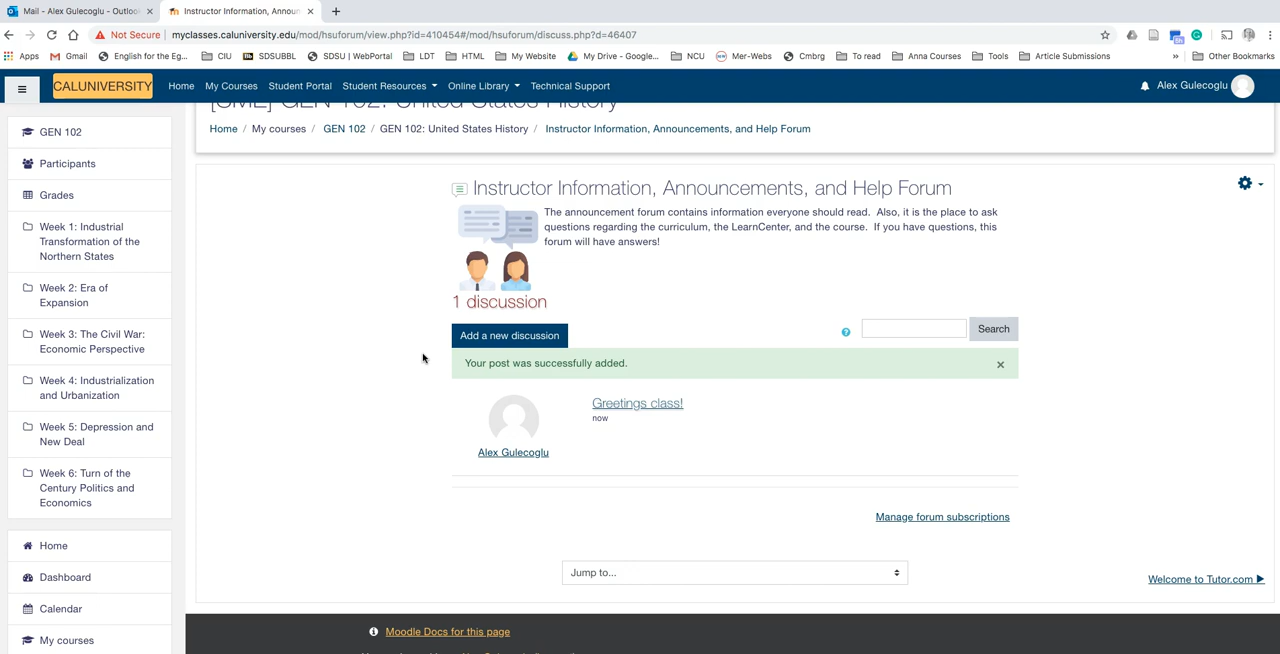 Mail - Alex Gulecoglu - Outlook
Instructor Information, Announ
Not Secure
myclasses.caluniversity.edu/mod/hsuforum/view.php?id=410454#/mod/hsuforum/discuss.php?d=46407
Apps
Gmail
English for the Eg...
CIU
SDSUBBL
SDSU | WebPortal
LDT
HTML
My Website
My Drive - Google...
NCU
Mer-Webs
Cmbrg
To read
Anna Courses
Tools
Article Submissions
»
Other Bookmarks
CALUNIVERSITY
Home
My Courses
Student Portal
Student Resources
Online Library
Technical Support
Alex Gulecoglu
[SME] GEN 102: United States History
Home / My courses / GEN 102 / GEN 102: United States History / Instructor Information, Announcements, and Help Forum
GEN 102
Participants
Grades
Week 1: Industrial
Transformation of the
Northern States
Week 2: Era of
Expansion
Week 3: The Civil War:
Economic Perspective
Week 4: Industrialization
and Urbanization
Week 5: Depression and
New Deal
Week 6: Turn of the
Century Politics and
Economics
Home
Dashboard
Calendar
My courses
Instructor Information, Announcements, and Help Forum
The announcement forum contains information everyone should read. Also, it is the place to ask
questions regarding the curriculum, the LearnCenter, and the course. If you have questions, this
forum will have answers!
1 discussion
Add a new discussion
Search
Your post was successfully added.
×
Greetings class!
now
Alex Gulecoglu
Manage forum subscriptions
Jump to...
Welcome to Tutor.com
Moodle Docs for this page